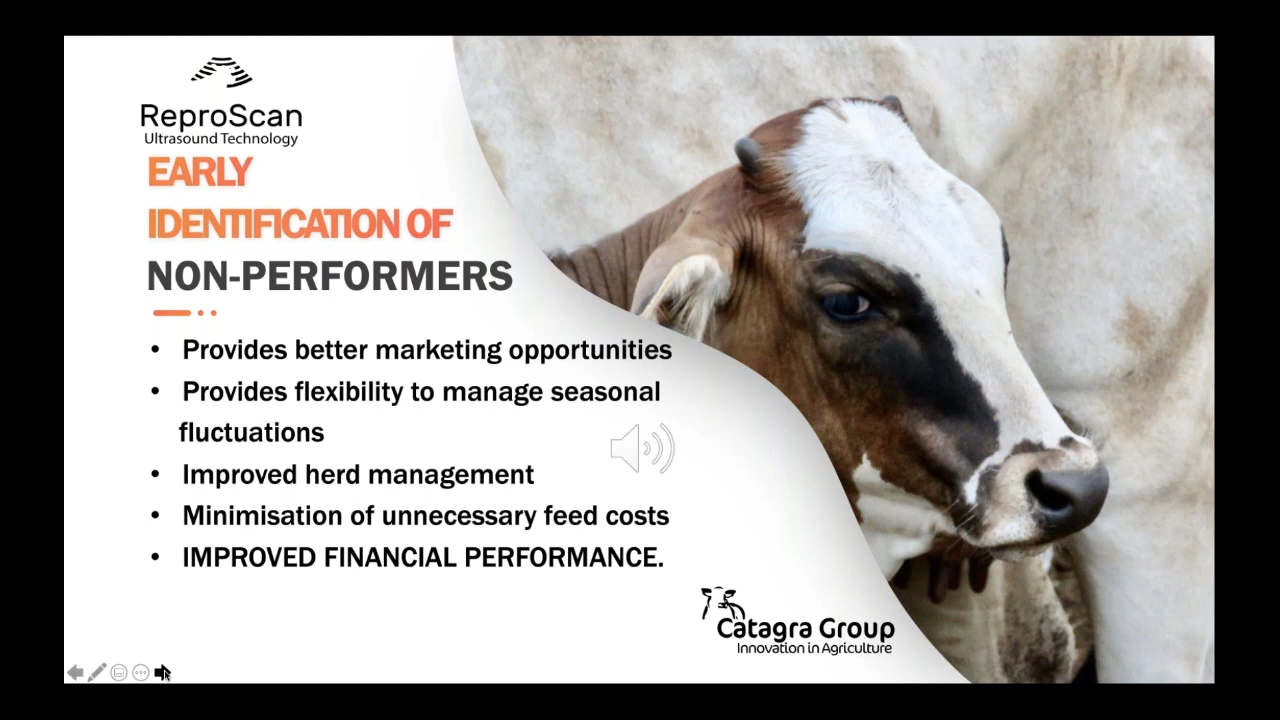 ReproScan
Ultrasound Technology
EARLY
IDENTIFICATION OF
NON-PERFORMERS
• Provides better marketing opportunities
• Provides flexibility to manage seasonal
fluctuations
• Improved herd management
• Minimisation of unnecessary feed costs
• IMPROVED FINANCIAL PERFORMANCE.
Catagra Group
Innovation in Agriculture